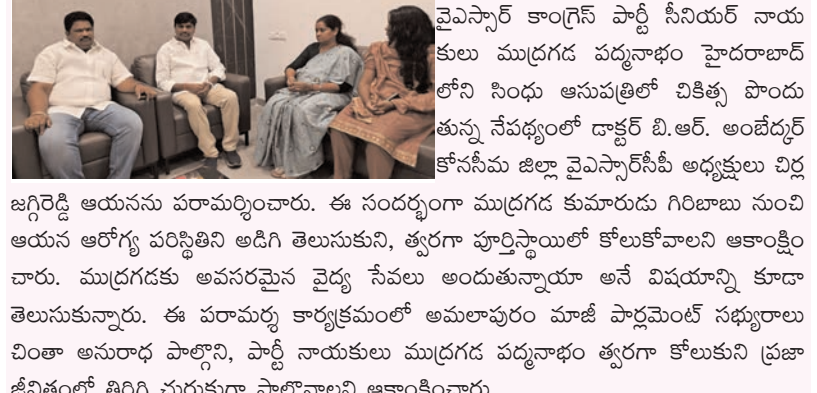 వైఎస్సార్ కాంగ్రెస్ పార్టీ సీనియర్ నాయ
కులు ముద్రగడ పద్మనాభం హైదరాబాద్
లోని సింధు ఆసుపత్రిలో చికిత్స పొందు
తున్న నేపథ్యంలో డాక్టర్ బి.ఆర్. అంబేద్కర్
కోనసీమ జిల్లా వైఎస్సార్‌సీపీ అధ్యక్షులు చిర్ల
జగ్గిరెడ్డి ఆయనను పరామర్శించారు. ఈ సందర్భంగా ముద్రగడ కుమారుడు గిరిబాబు నుంచి
ఆయన ఆరోగ్య పరిస్థితిని అడిగి తెలుసుకుని, త్వరగా పూర్తిస్థాయిలో కోలుకోవాలని ఆకాంక్షిం
చారు. ముద్రగడకు అవసరమైన వైద్య సేవలు అందుతున్నాయా అనే విషయాన్ని కూడా
తెలుసుకున్నారు. ఈ పరామర్శ కార్యక్రమంలో అమలాపురం మాజీ పార్లమెంట్ సభ్యురాలు
చింతా అనురాధ పాల్గొని, పార్టీ నాయకులు ముద్రగడ పద్మనాభం త్వరగా కోలుకుని ప్రజా
జీవితంలో తిరిగి చురుకుగా పాల్గొనాలని ఆకాంక్షించారు.